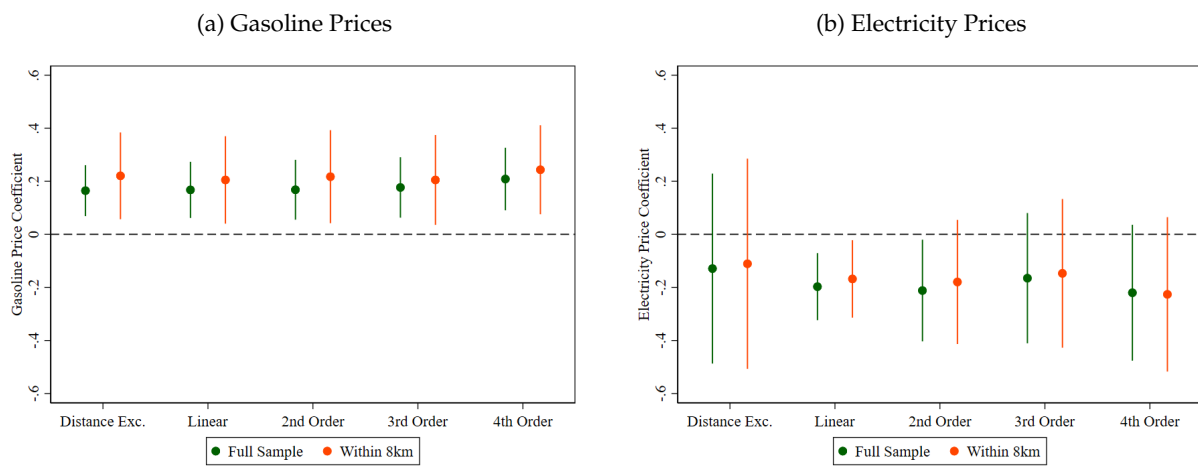 (a) Gasoline Prices
Gasoline Price Coefficient
.6
.4
.2
0
-.2
-.4
-.6
Distance Exc. Linear 2nd Order 3rd Order 4th Order
Full Sample Within 8km
(b) Electricity Prices
Electricity Price Coefficient
.6
.4
.2
0
-.2
-.4
-.6
Distance Exc. Linear 2nd Order 3rd Order 4th Order
Full Sample Within 8km